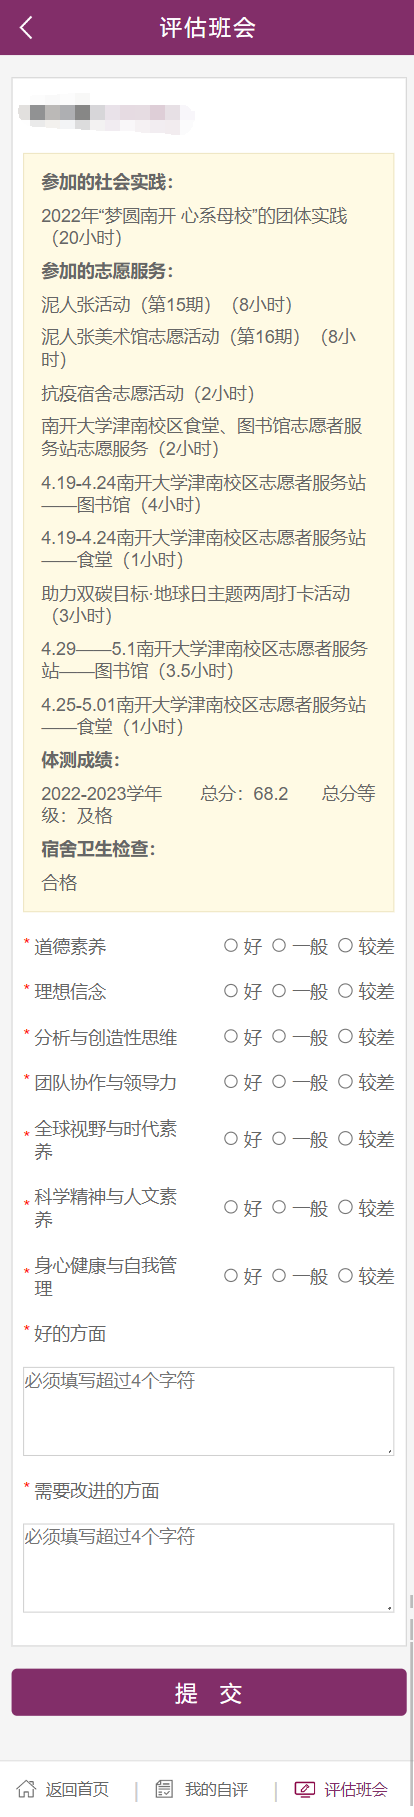 评估班会
参加的社会实践：
2022年“梦圆南开 心系母校”的团体实践
（20小时）
参加的志愿服务：
泥人张活动（第15期）（8小时）
泥人张美术馆志愿活动（第16期）（8小
时）
抗疫宿舍志愿活动（2小时）
南开大学津南校区食堂、图书馆志愿者服
务站志愿服务（2小时）
4.19-4.24南开大学津南校区志愿者服务站
——图书馆（4小时）
4.19-4.24南开大学津南校区志愿者服务站
——食堂（1小时）
助力双碳目标·地球日主题两周打卡活动
（3小时）
4.29——5.1南开大学津南校区志愿者服务
站——图书馆（3.5小时）
4.25-5.01南开大学津南校区志愿者服务站
——食堂（1小时）
体测成绩：
2022-2023学年 总分：68.2 总分等
级：及格
宿舍卫生检查：
合格
* 道德素养 好 一般 较差
* 理想信念 好 一般 较差
* 分析与创造性思维 好 一般 较差
* 团队协作与领导力 好 一般 较差
* 全球视野与时代素
养 好 一般 较差
* 科学精神与人文素
养 好 一般 较差
* 身心健康与自我管
理 好 一般 较差
* 好的方面
必须填写超过4个字符
* 需要改进的方面
必须填写超过4个字符
提 交
返回首页 | 我的自评 | 评估班会